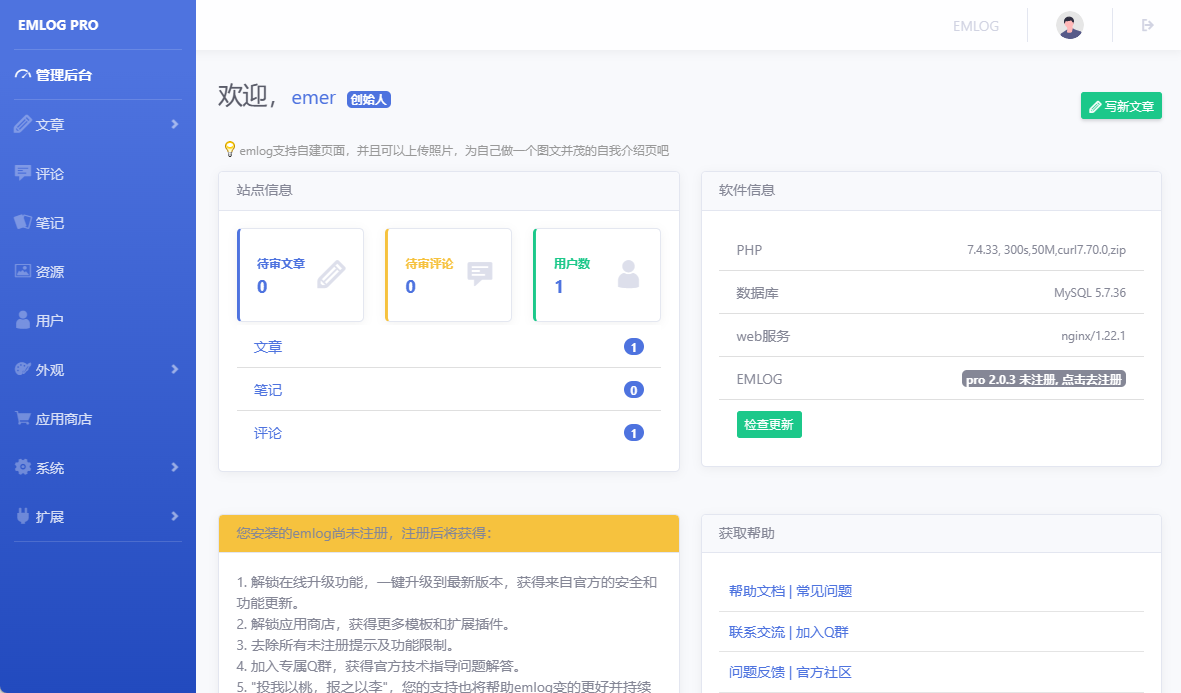 EMLOG PRO
管理后台
文章
评论
笔记
资源
用户
外观
应用商店
系统
扩展
EMLOG
欢迎， emer 创始人
写新文章
emlog支持自建页面，并且可以上传照片，为自己做一个图文并茂的自我介绍页吧
站点信息
待审文章
0
待审评论
0
用户数
1
文章 1
笔记 0
评论 1
软件信息
PHP 7.4.33, 300s,50M,curl7.70.0,zip
数据库 MySQL 5.7.36
web服务 nginx/1.22.1
EMLOG pro 2.0.3 未注册, 点击去注册
检查更新
您安装的emlog尚未注册，注册后将获得：
1. 解锁在线升级功能，一键升级到最新版本，获得来自官方的安全和
功能更新。
2. 解锁应用商店，获得更多模板和扩展插件。
3. 去除所有未注册提示及功能限制。
4. 加入专属Q群，获得官方技术指导问题解答。
5. "投我以桃，报之以李"，您的支持也将帮助emlog变的更好并持续
获取帮助
帮助文档 | 常见问题
联系交流 | 加入Q群
问题反馈 | 官方社区